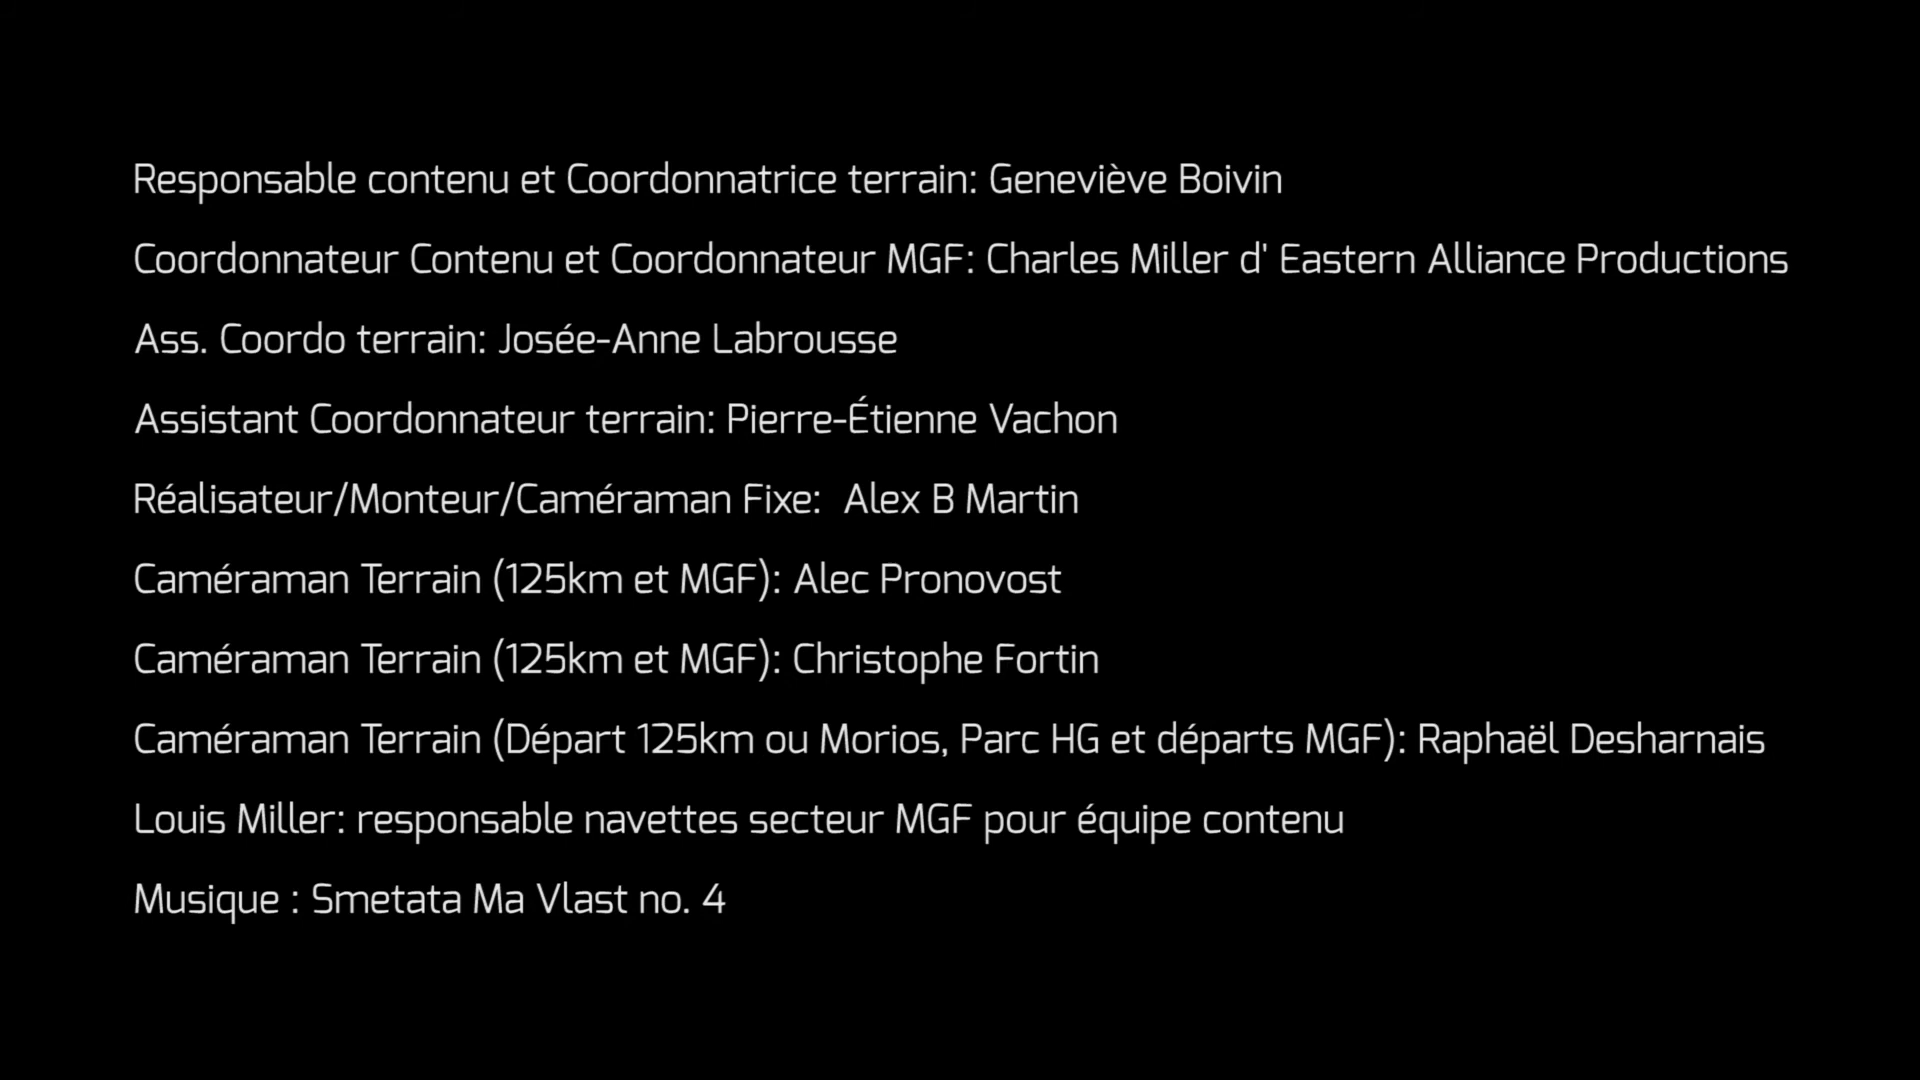 Responsable contenu et Coordonnatrice terrain: Geneviève Boivin
Coordonnateur Contenu et Coordonnateur MGF: Charles Miller d' Eastern Alliance Productions
Ass. Coordo terrain: Josée-Anne Labrousse
Assistant Coordonnateur terrain: Pierre-Étienne Vachon
Réalisateur/Monteur/Caméraman Fixe:  Alex B Martin
Caméraman Terrain (125km et MGF): Alec Pronovost
Caméraman Terrain (125km et MGF): Christophe Fortin
Caméraman Terrain (Départ 125km ou Morios, Parc HG et départs MGF): Raphaël Desharnais
Louis Miller: responsable navettes secteur MGF pour équipe contenu
Musique : Smetata Ma Vlast no. 4